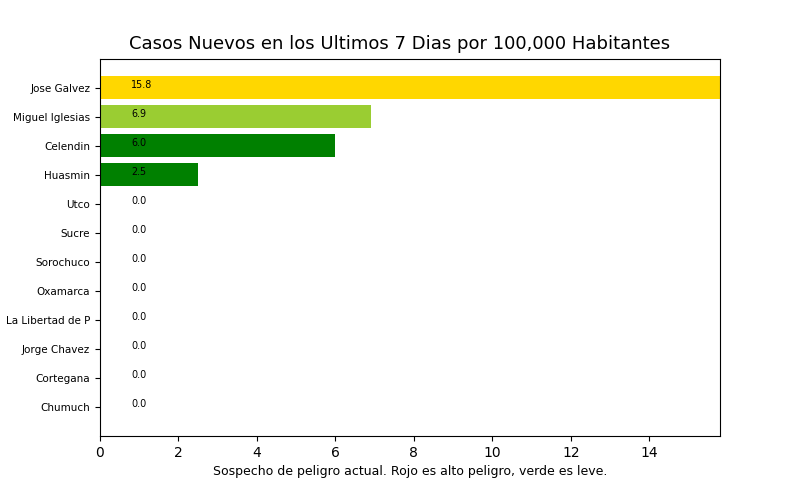 Casos Nuevos en los Ultimos 7 Dias por 100,000 Habitantes
Jose Galvez 15.8
Miguel Iglesias 6.9
Celendin 6.0
Huasmin 2.5
Utco 0.0
Sucre 0.0
Sorochuco 0.0
Oxamarca 0.0
La Libertad de P 0.0
Jorge Chavez 0.0
Cortegana 0.0
Chumuch 0.0
0 2 4 6 8 10 12 14
Sospecho de peligro actual. Rojo es alto peligro, verde es leve.